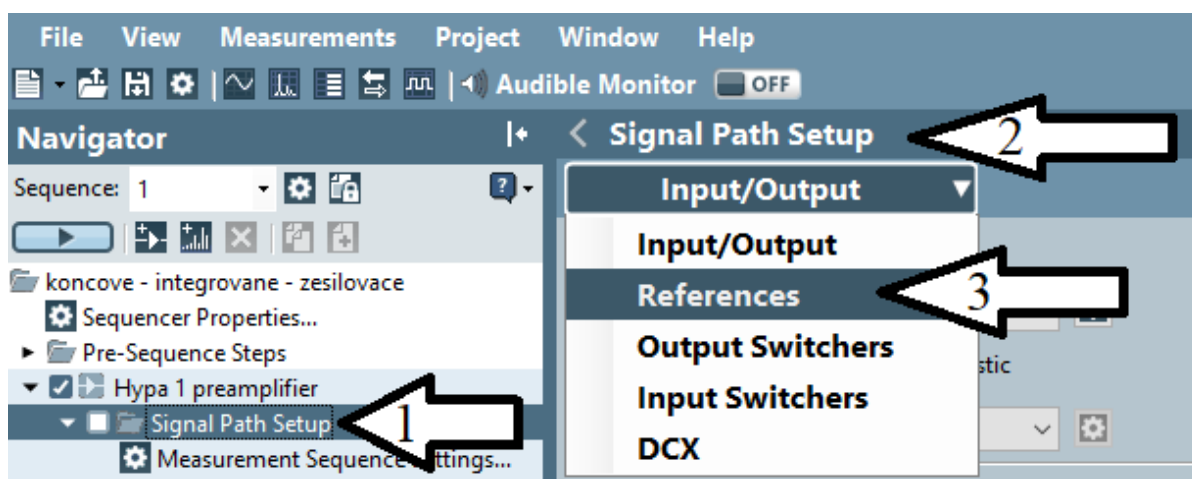 File View Measurements Project Window Help
Audible Monitor OFF
Navigator
Signal Path Setup
2
Sequence: 1
?
Input/Output
Input/Output
References
3
Output Switchers
stic
Input Switchers
DCX
koncove - integrovane - zesilovace
Sequencer Properties...
Pre-Sequence Steps
Hypa 1 preamplifier
Signal Path Setup
1
Measurement Sequence ettings...